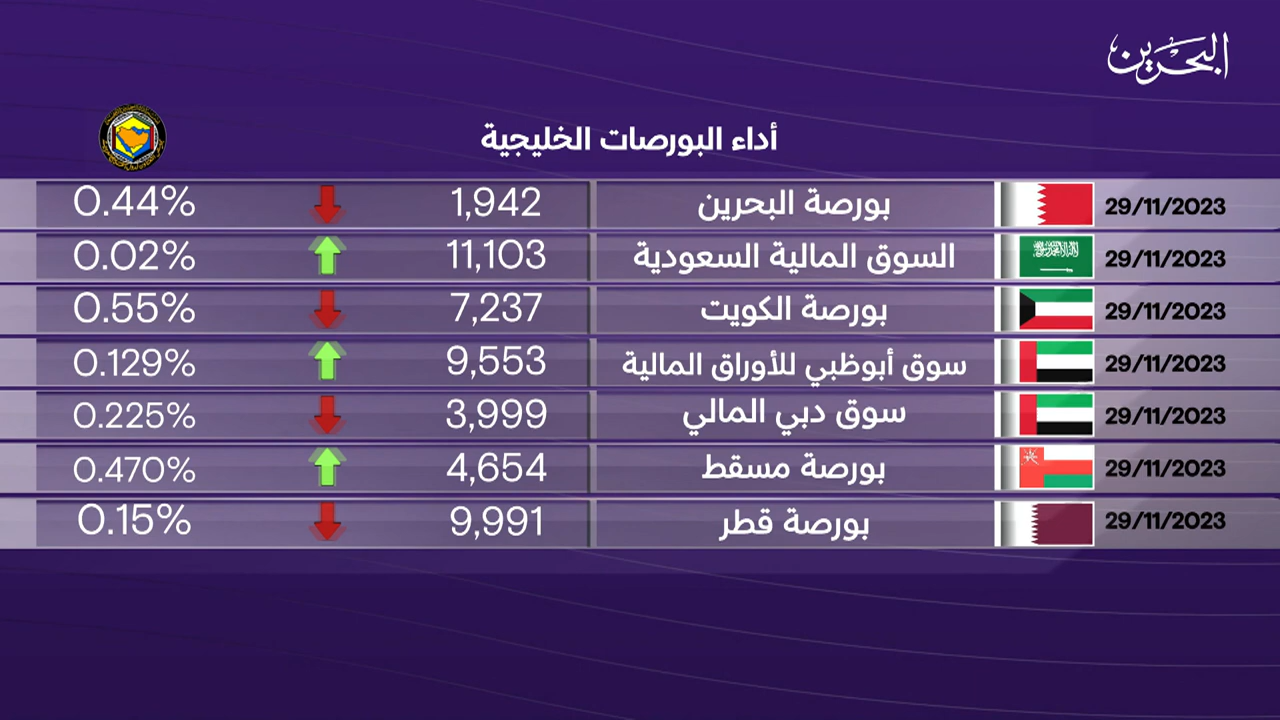 البحرين
أداء البورصات الخليجية
29/11/2023 بورصة البحرين 1,942 0.44%
29/11/2023 السوق المالية السعودية 11,103 0.02%
29/11/2023 بورصة الكويت 7,237 0.55%
29/11/2023 سوق أبوظبي للأوراق المالية 9,553 0.129%
29/11/2023 سوق دبي المالي 3,999 0.225%
29/11/2023 بورصة مسقط 4,654 0.470%
29/11/2023 بورصة قطر 9,991 0.15%